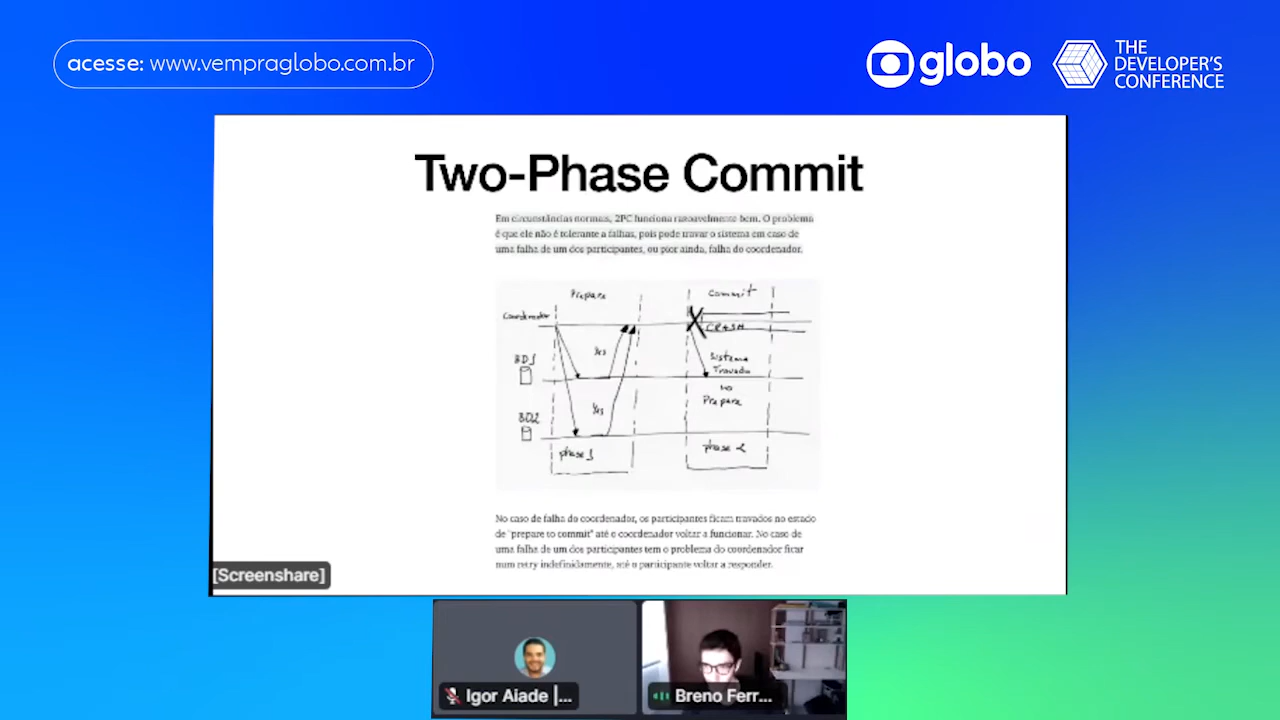 acesse: www.vempraglobo.com.br
globo
THE
DEVELOPER'S
CONFERENCE
Two-Phase Commit
Em circunstâncias normais, 2PC funciona razoavelmente bem. O problema
é que ele não é tolerante a falhas, pois pode travar o sistema em caso de
uma falha de um dos participantes, ou pior ainda, falha do coordenador.
Prepare
Commit
Coordenador
CRASH
Yes
BD1
Sistema
Travado
no
Prepare
Yes
BD2
phase 1
phase 2
No caso de falha do coordenador, os participantes ficam travados no estado
de "prepare to commit" até o coordenador voltar a funcionar. No caso de
uma falha de um dos participantes tem o problema do coordenador ficar
num retry indefinidamente, até o participante voltar a responder.
[Screenshare]
Igor Aiade |...
Breno Ferr...